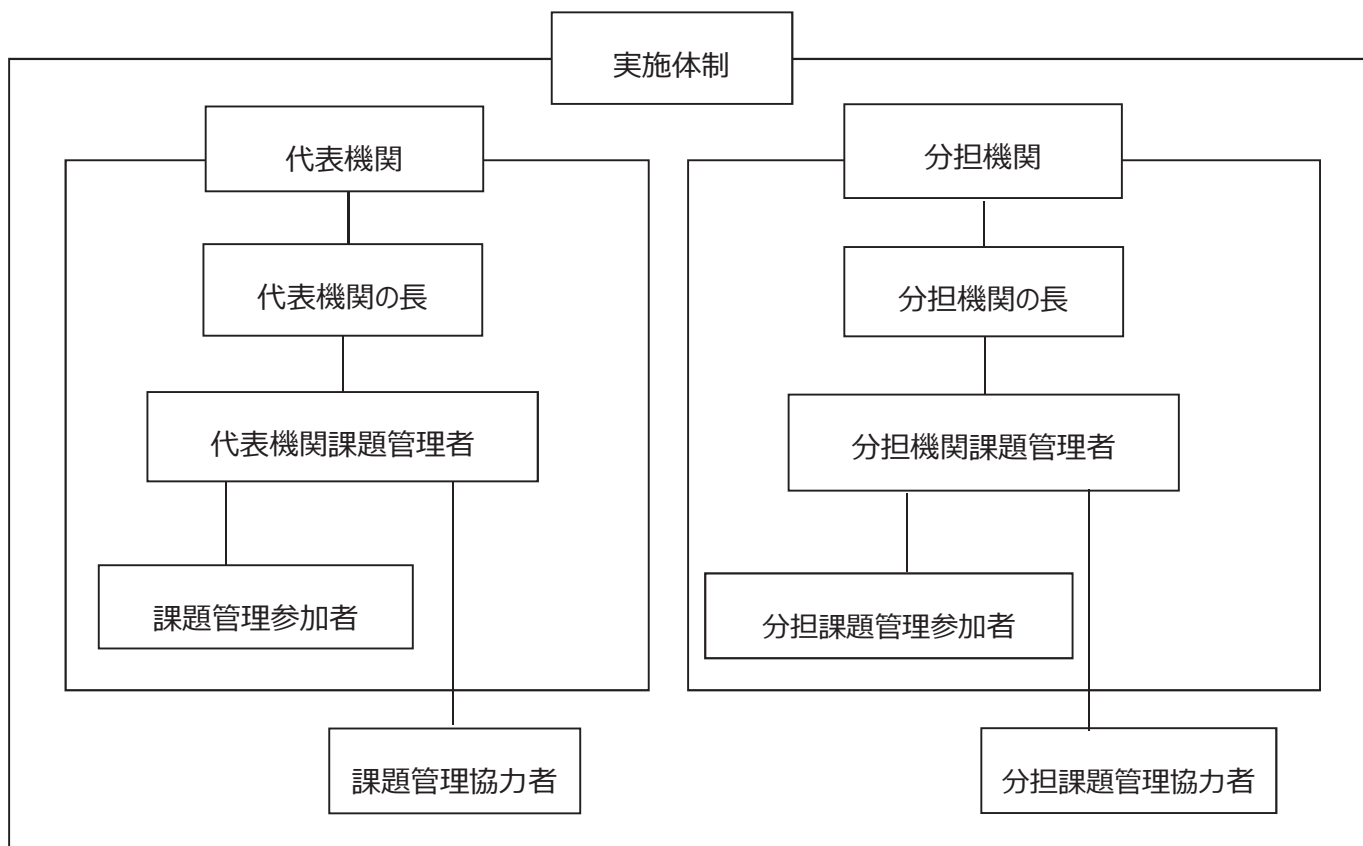 実施体制
代表機関
代表機関の長
代表機関課題管理者
課題管理参加者
課題管理協力者
分担機関
分担機関の長
分担機関課題管理者
分担課題管理参加者
分担課題管理協力者